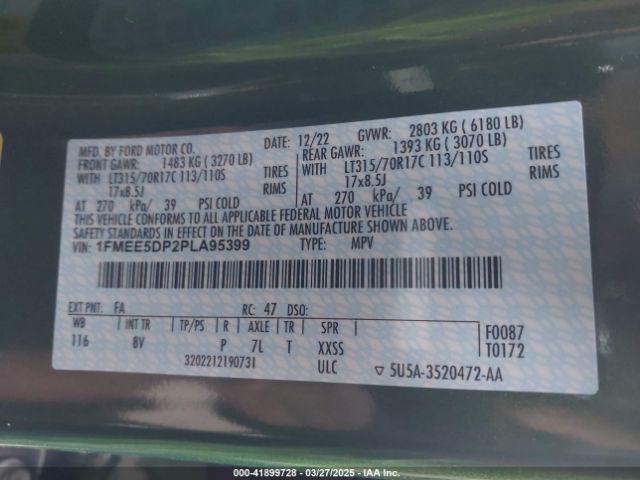 MFD. BY FORD MOTOR CO. DATE: 12/22 GVWR: 2803 KG ( 6180 LB)
FRONT GAWR: 1483 KG ( 3270 LB) REAR GAWR: 1393 KG ( 3070 LB)
WITH LT315/70R17C 113/110S TIRES WITH LT315/70R17C 113/110S TIRES
17x8.5J RIMS 17x8.5J RIMS
AT 270 kPa/ 39 PSI COLD AT 270 kPa/ 39 PSI COLD
THIS VEHICLE CONFORMS TO ALL APPLICABLE FEDERAL MOTOR VEHICLE
SAFETY STANDARDS IN EFFECT ON THE DATE OF MANUFACTURE SHOWN ABOVE.
VIN: 1FMEE5DP2PLA95399 TYPE: MPV
EXT PNT: FA RC: 47 DSO:
WB INT TR TP/PS R AXLE TR SPR F0087
116 8V P 7L T XXSS T0172
3202212190731 ULC ▽ 5U5A-3520472-AA
000-41899728 - 03/27/2025 - IAA Inc.